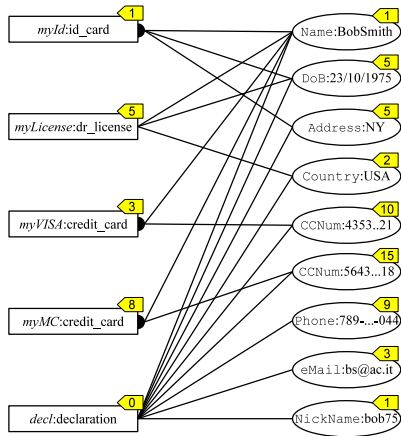 1
myId:id_card
5
myLicense:dr_license
3
myVISA:credit_card
8
myMC:credit_card
0
decl:declaration
1
Name:BobSmith
5
DoB:23/10/1975
5
Address:NY
2
Country:USA
10
CCNum:4353..21
15
CCNum:5643...18
9
Phone:789-...-044
3
eMail:bs@ac.it
1
NickName:bob75